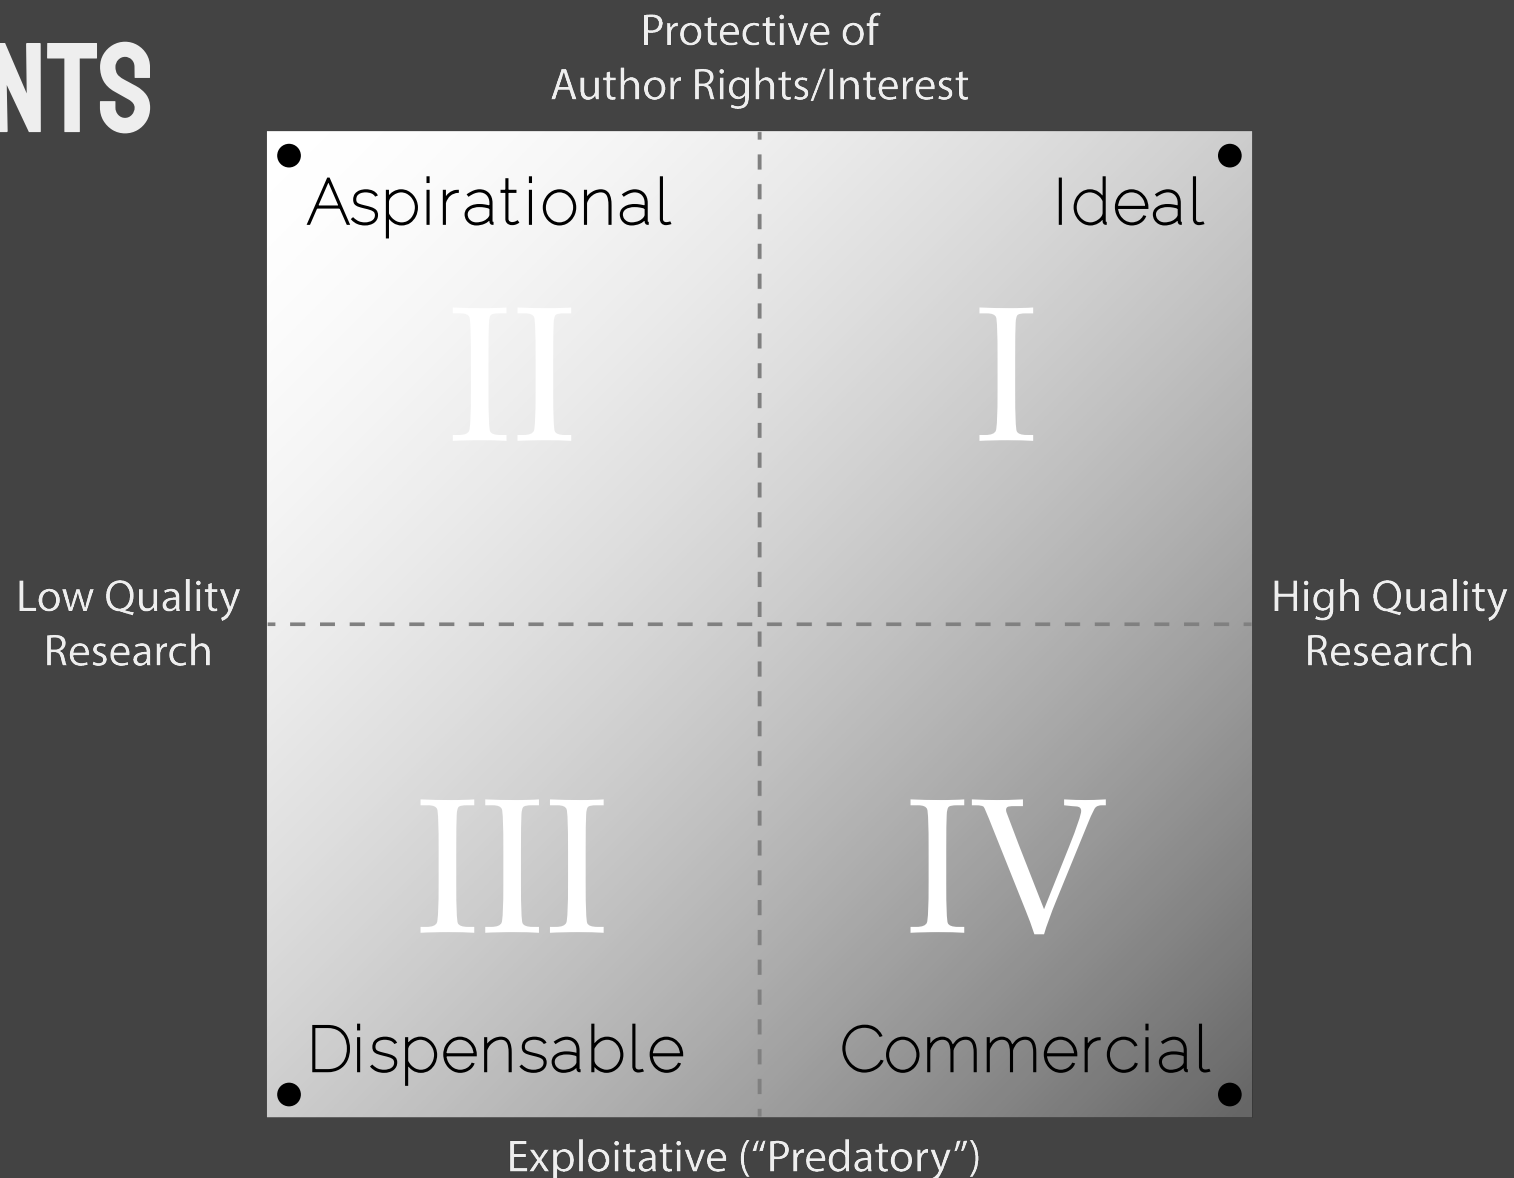 NTS
Protective of
Author Rights/Interest
Aspirational
Ideal
II
I
Low Quality
Research
High Quality
Research
III
IV
Dispensable
Commercial
Exploitative (“Predatory”)